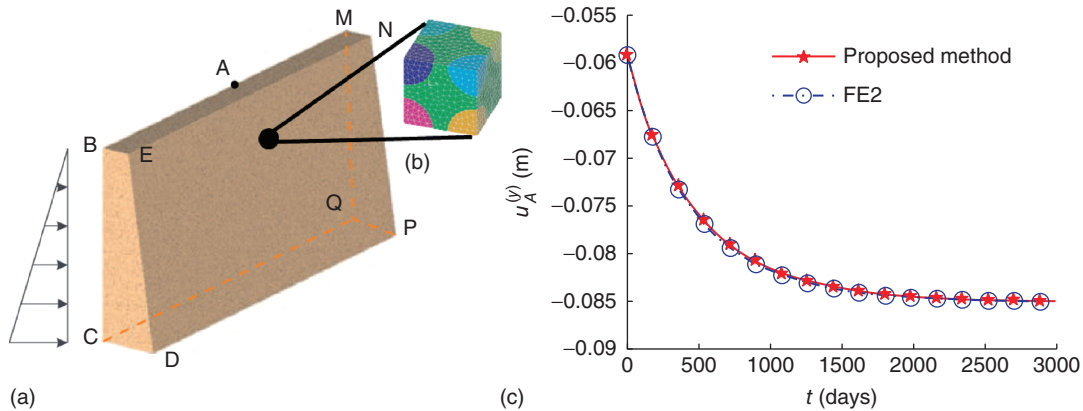 M
N
A
B
E
(b)
Q
P
C
D
(a)
−0.055
−0.06
−0.065
−0.07
−0.075
−0.08
−0.085
−0.09
u_A^(y) (m)
Proposed method
FE2
0 500 1000 1500 2000 2500 3000
t (days)
(c)